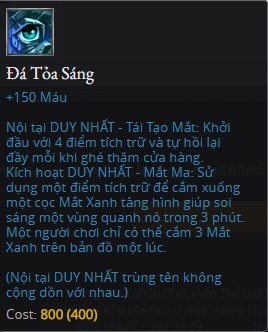 Đá Tỏa Sáng
+150 Máu
Nội tại DUY NHẤT - Tái Tạo Mắt: Khởi
đầu với 4 điểm tích trữ và tự hồi lại
đầy mỗi khi ghé thăm cửa hàng.
Kích hoạt DUY NHẤT - Mắt Ma: Sử
dụng một điểm tích trữ để cắm xuống
một cọc Mắt Xanh tàng hình giúp soi
sáng một vùng quanh nó trong 3 phút.
Một người chơi chỉ có thể cắm 3 Mắt
Xanh trên bản đồ một lúc.
(Nội tại DUY NHẤT trùng tên không
cộng dồn với nhau.)
Cost: 800 (400)